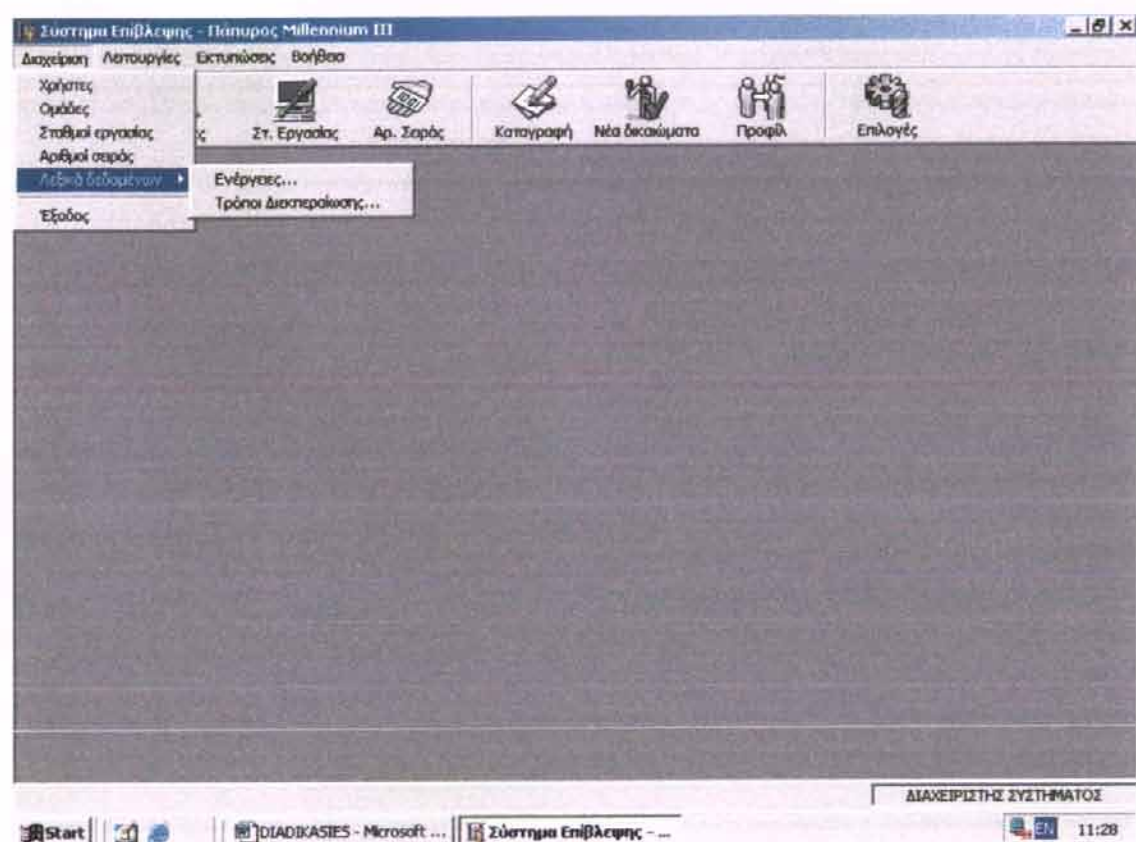 Σύστημα Επίβλεψης - Πάπυρος Millennium III
Διαχείριση Λειτουργίες Εκτυπώσεις Βοήθεια
Χρήστες
Ομάδες
Σταθμοί εργασίας
Αριθμοί σειράς
Λεξικά δεδομένων
Έξοδος
ς Στ. Εργασίας Αρ. Σειράς Καταγραφή Νέα δικαιώματα Προφίλ Επιλογές
Ενέργειες...
Τρόποι Διεκπεραίωσης...
ΔΙΑΧΕΙΡΙΣΤΗΣ ΣΥΣΤΗΜΑΤΟΣ
Start DIADIKASIES - Microsoft ... Σύστημα Επίβλεψης - ... EN 11:28